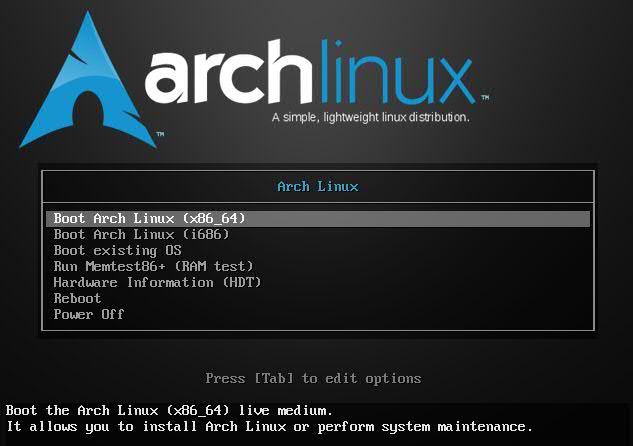 archlinux™
A simple, lightweight linux distribution.
™
Arch Linux
Boot Arch Linux (x86_64)
Boot Arch Linux (i686)
Boot existing OS
Run Memtest86+ (RAM test)
Hardware Information (HDT)
Reboot
Power Off
Press [Tab] to edit options
Boot the Arch Linux (x86_64) live medium.
It allows you to install Arch Linux or perform system maintenance.